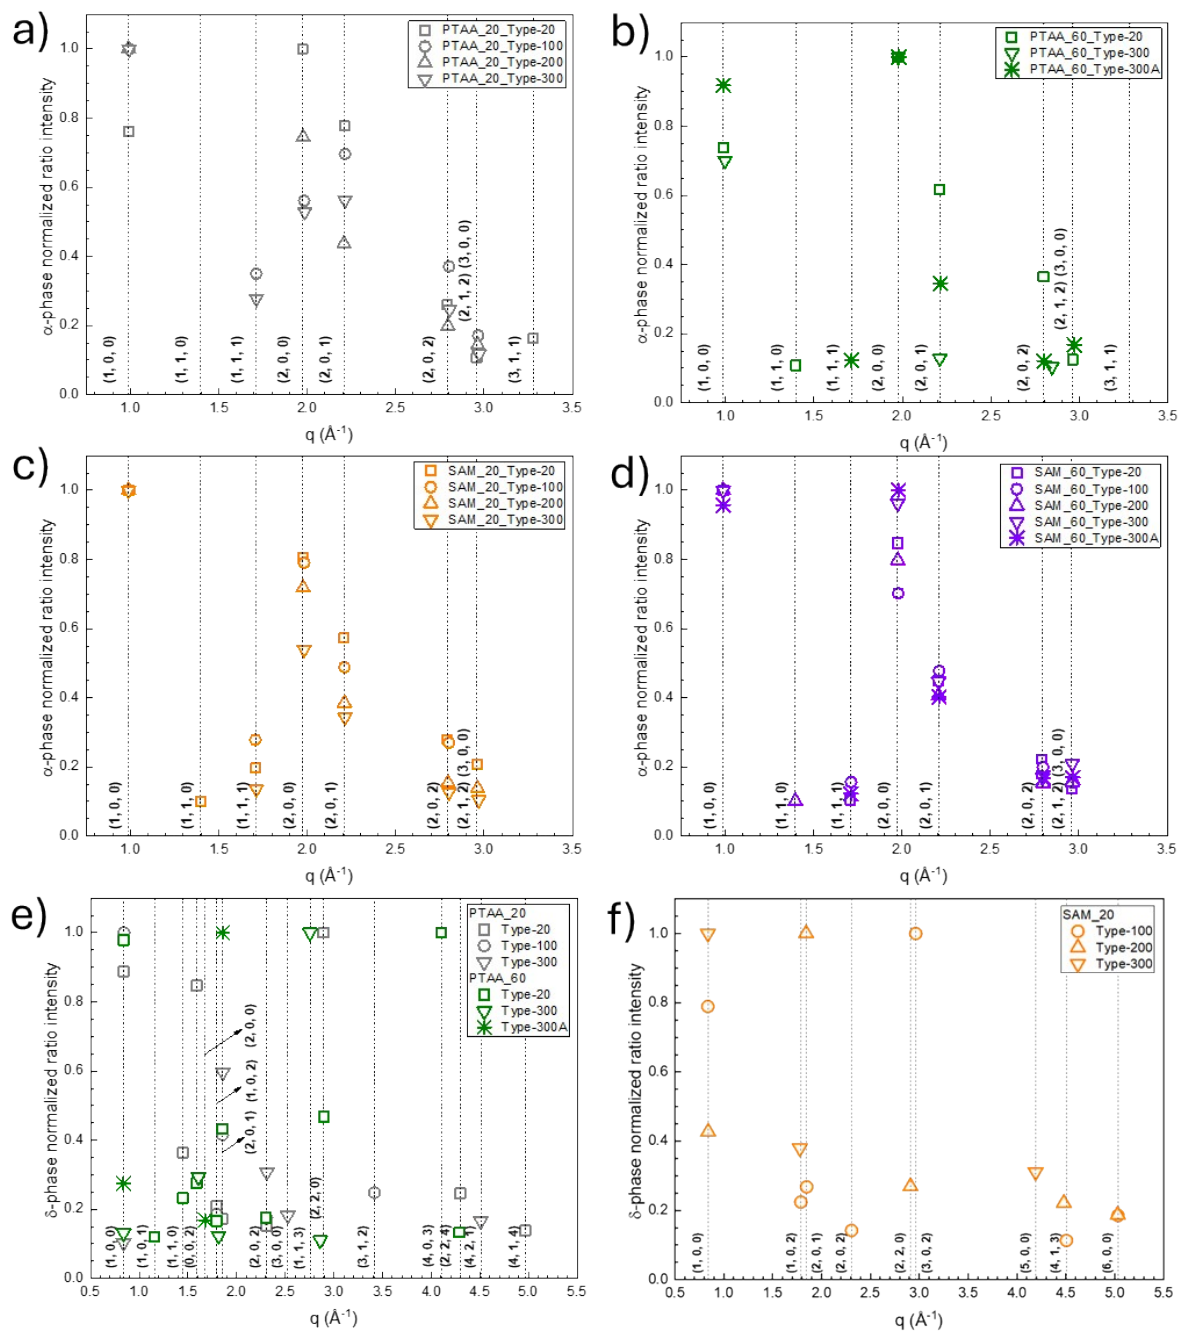 a)
PTAA_20_Type-20
PTAA_20_Type-100
PTAA_20_Type-200
PTAA_20_Type-300
α-phase normalized ratio intensity
1.0
0.8
0.6
0.4
0.2
0.0
(1, 0, 0)
(1, 1, 0)
(1, 1, 1)
(2, 0, 0)
(2, 0, 1)
(2, 0, 2)
(2, 1, 2) (3, 0, 0)
(3, 1, 1)
1.0 1.5 2.0 2.5 3.0 3.5
q (Å⁻¹)
b)
PTAA_60_Type-20
PTAA_60_Type-300
PTAA_60_Type-300A
α-phase normalized ratio intensity
1.0
0.8
0.6
0.4
0.2
0.0
(1, 0, 0)
(1, 1, 0)
(1, 1, 1)
(2, 0, 0)
(2, 0, 1)
(2, 0, 2)
(2, 1, 2) (3, 0, 0)
(3, 1, 1)
1.0 1.5 2.0 2.5 3.0 3.5
q (Å⁻¹)
c)
SAM_20_Type-20
SAM_20_Type-100
SAM_20_Type-200
SAM_20_Type-300
α-phase normalized ratio intensity
1.0
0.8
0.6
0.4
0.2
0.0
(1, 0, 0)
(1, 1, 0)
(1, 1, 1)
(2, 0, 0)
(2, 0, 1)
(2, 0, 2)
(2, 1, 2) (3, 0, 0)
1.0 1.5 2.0 2.5 3.0 3.5
q (Å⁻¹)
d)
SAM_60_Type-20
SAM_60_Type-100
SAM_60_Type-200
SAM_60_Type-300
SAM_60_Type-300A
α-phase normalized ratio intensity
1.0
0.8
0.6
0.4
0.2
0.0
(1, 0, 0)
(1, 1, 0)
(1, 1, 1)
(2, 0, 0)
(2, 0, 1)
(2, 0, 2)
(2, 1, 2) (3, 0, 0)
1.0 1.5 2.0 2.5 3.0 3.5
q (Å⁻¹)
e)
PTAA_20
Type-20
Type-100
Type-300
PTAA_60
Type-20
Type-300
Type-300A
δ-phase normalized ratio intensity
1.0
0.8
0.6
0.4
0.2
0.0
(1, 0, 0)
(1, 0, 1)
(1, 1, 0)
(0, 0, 2)
(2, 0, 0)
(1, 0, 2)
(2, 0, 1)
(2, 0, 2)
(3, 0, 0)
(1, 1, 3)
(2, 2, 0)
(3, 1, 2)
(4, 0, 3)
(2, 2, 4)
(4, 2, 1)
(4, 1, 4)
0.5 1.0 1.5 2.0 2.5 3.0 3.5 4.0 4.5 5.0 5.5
q (Å⁻¹)
f)
SAM_20
Type-100
Type-200
Type-300
δ-phase normalized ratio intensity
1.0
0.8
0.6
0.4
0.2
0.0
(1, 0, 0)
(1, 0, 2)
(2, 0, 1)
(2, 0, 2)
(2, 2, 0)
(3, 0, 2)
(5, 0, 0)
(4, 1, 3)
(6, 0, 0)
0.5 1.0 1.5 2.0 2.5 3.0 3.5 4.0 4.5 5.0 5.5
q (Å⁻¹)